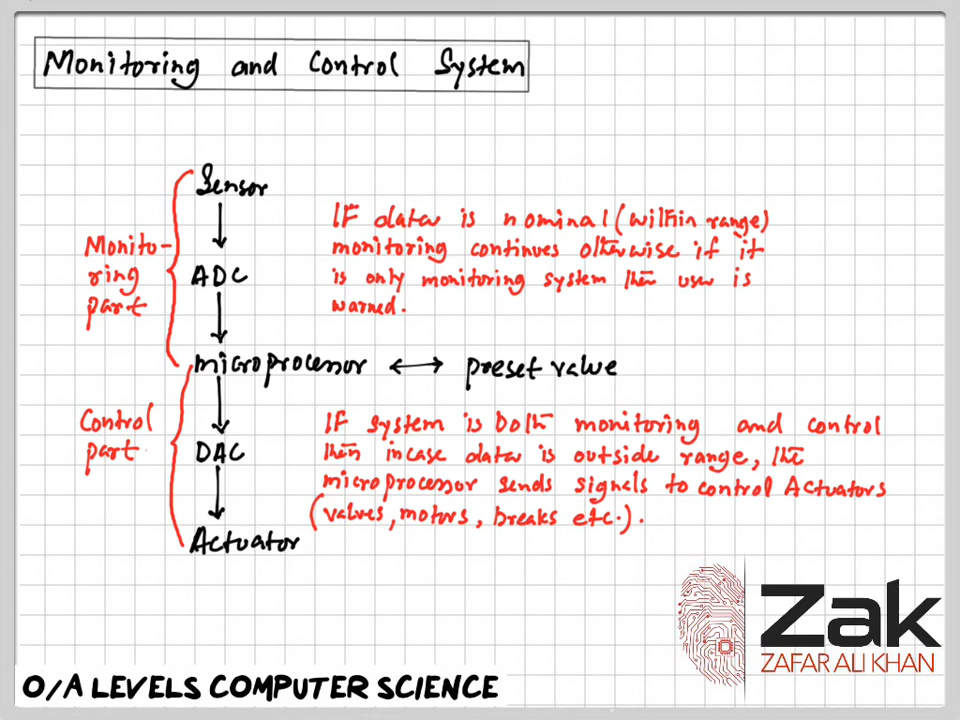 Monitoring and Control System
Sensor
Monito-
ring
part
ADC
IF data is nominal (within range)
monitoring continues otherwise if it
is only monitoring system then user is
warned.
microprocessor ↔ preset value
Control
part
DAC
IF system is both monitoring and control
then incase data is outside range, the
microprocessor sends signals to control Actuators
(valves, motors, breaks etc.).
Actuator
Zak
ZAFAR ALI KHAN
O/A LEVELS COMPUTER SCIENCE